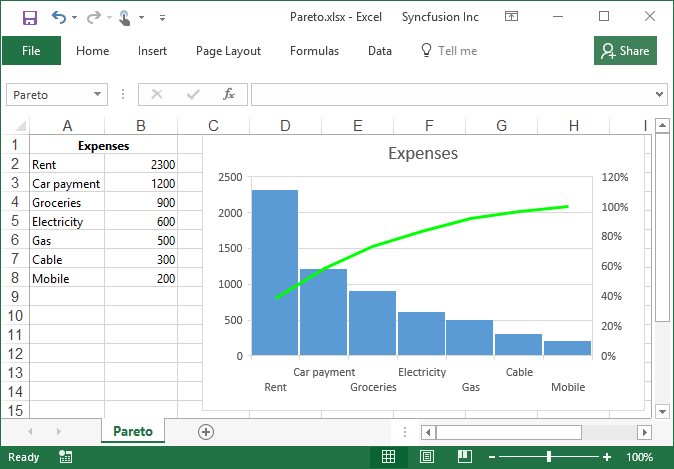 Pareto.xlsx - Excel Syncfusion Inc
File Home Insert Page Layout Formulas Data Tell me Share
Pareto fx
A B C D E F G H I
1 Expenses
2 Rent 2300
3 Car payment 1200
4 Groceries 900
5 Electricity 600
6 Gas 500
7 Cable 300
8 Mobile 200
9
10
11
12
13
14
15
Expenses
2500 120%
2000 100%
1500 80%
1000 60%
500 40%
0 20%
0%
Car payment Electricity Cable
Rent Groceries Gas Mobile
Pareto
Ready 100%